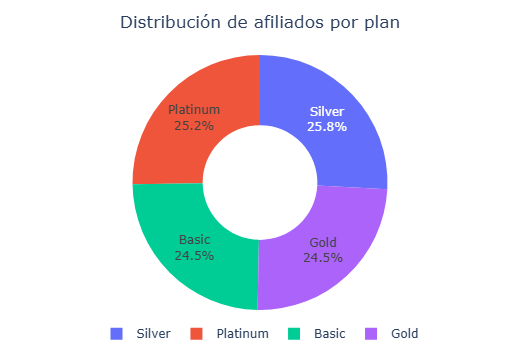 Distribución de afiliados por plan
Platinum
25.2%
Silver
25.8%
Basic
24.5%
Gold
24.5%
Silver
Platinum
Basic
Gold